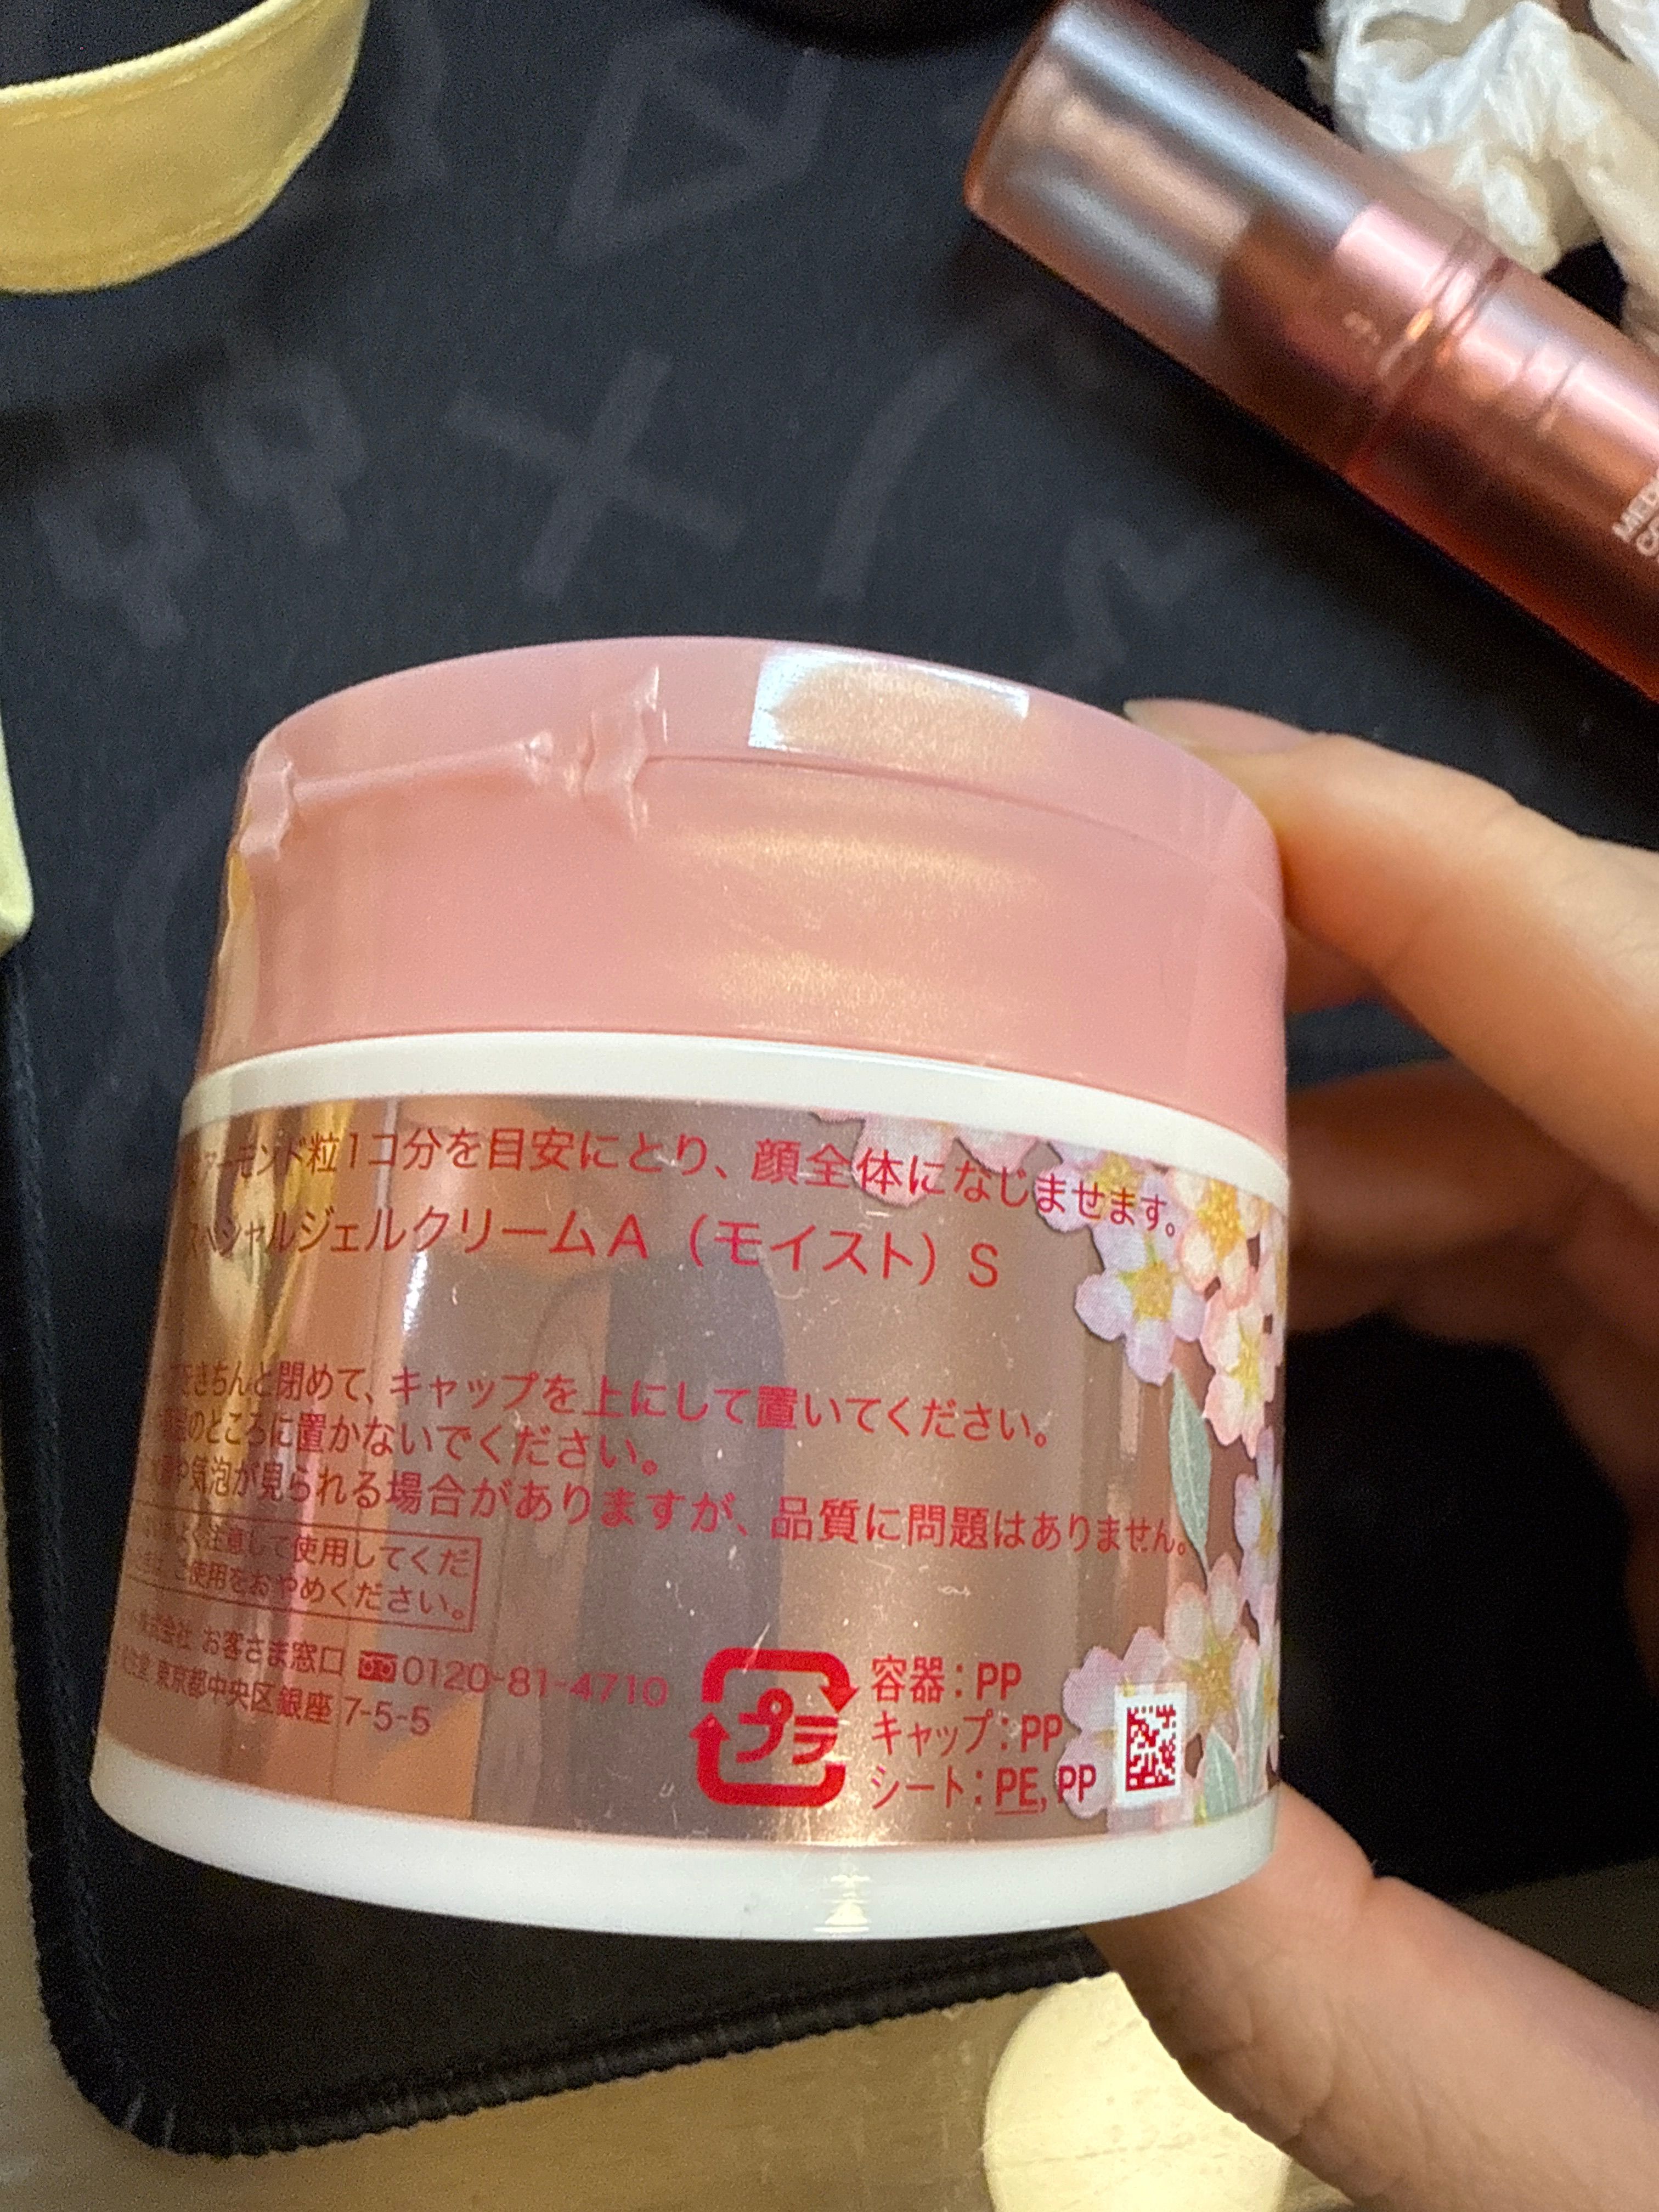 アーモンド粒1コ分を目安にとり、顔全体になじませます。
スペシャルジェルクリームA（モイスト）S
をきちんと閉めて、キャップを上にして置いてください。
のところに置かないでください。
や気泡が見られる場合がありますが、品質に問題はありません。
よく注意して使用してくだ
は、ご使用をおやめください。
株式会社 お客さま窓口 0120-81-4710
東京都中央区銀座 7-5-5
プラ
容器：PP
キャップ：PP
シート：PE, PP